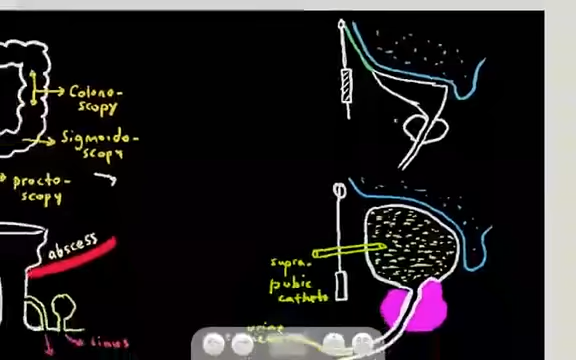 Colono-
scopy
Sigmoido-
scopy
procto-
scopy
abscess
sinus
supra-
pubic
catheter
urine